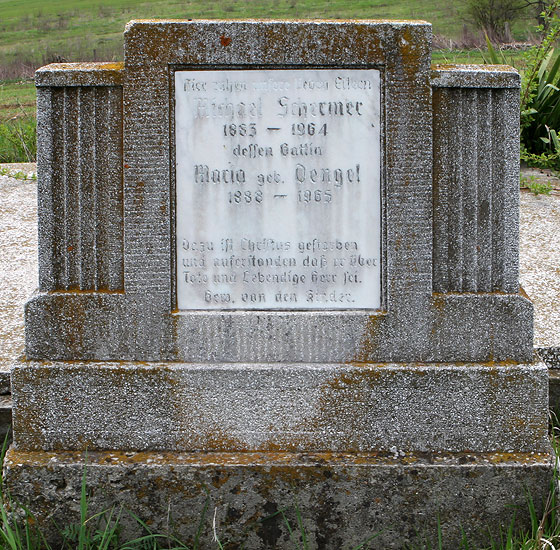 Hier ruhen unsere lieben Eltern
Michael Schermer
1883 – 1964
dessen Gattin
Maria geb. Dengel
1888 – 1965
Dazu ist Christus gestorben
und auferstanden daß er über
Tote und Lebendige Herr sei.
Gew. von den Kinder.